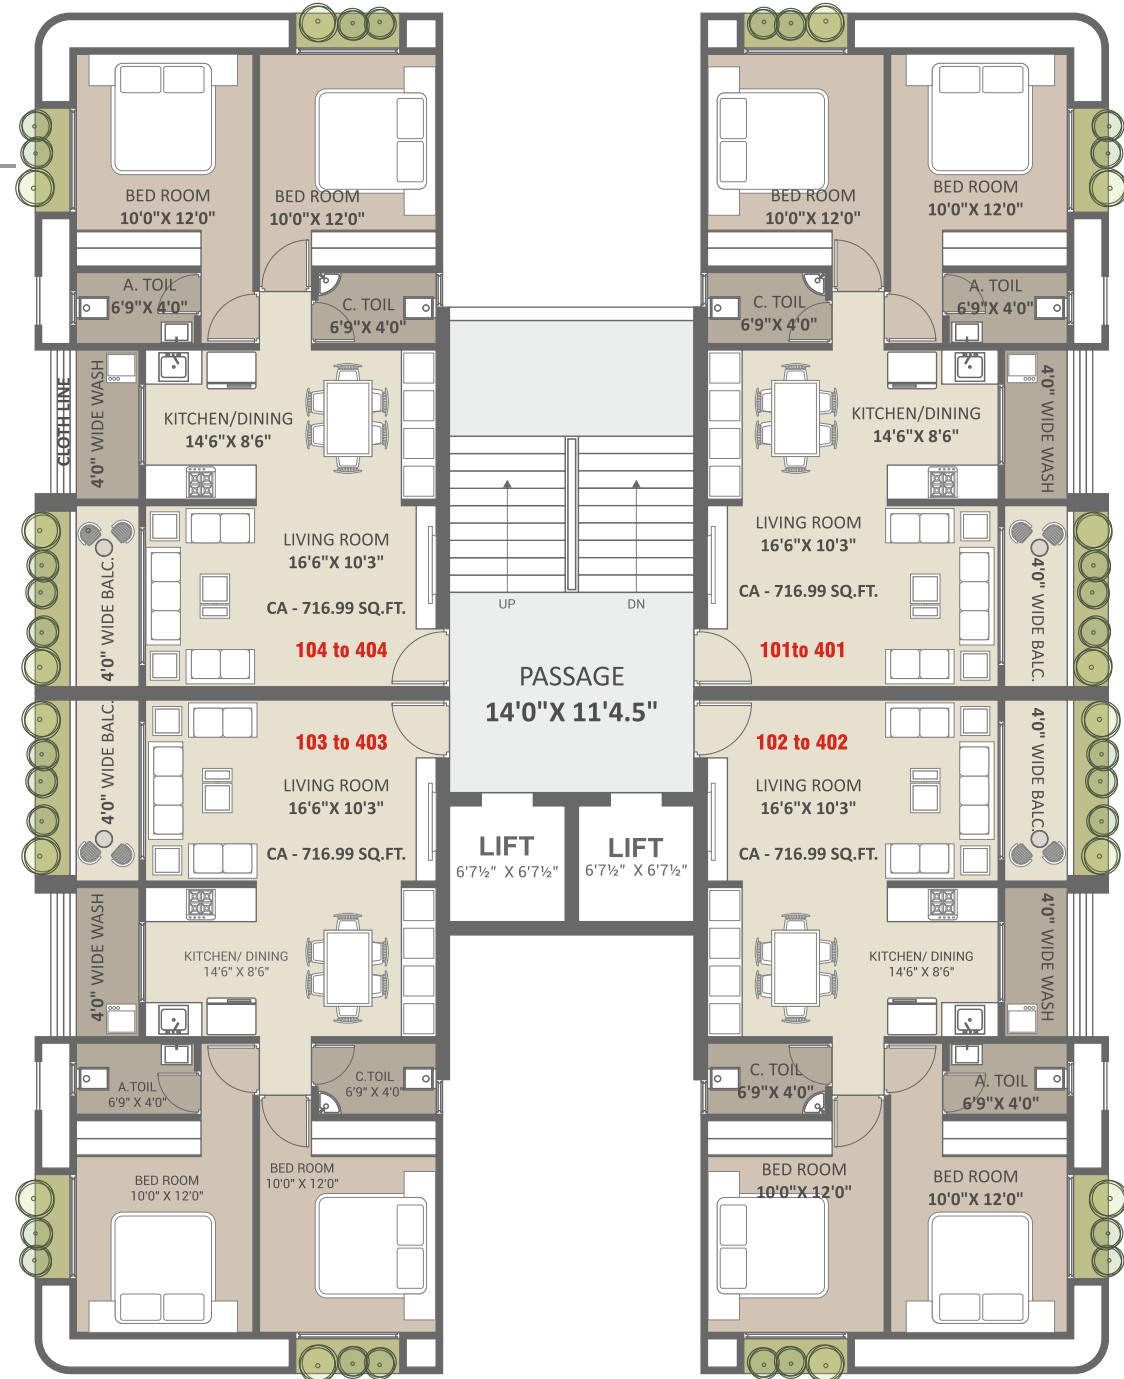 BED ROOM
10'0"X 12'0"
BED ROOM
10'0"X 12'0"
BED ROOM
10'0"X 12'0"
BED ROOM
10'0"X 12'0"
A. TOIL
6'9"X 4'0"
C. TOIL
6'9"X 4'0"
C. TOIL
6'9"X 4'0"
A. TOIL
6'9"X 4'0"
CLOTH LINE
4'0" WIDE WASH
KITCHEN/DINING
14'6"X 8'6"
KITCHEN/DINING
14'6"X 8'6"
4'0" WIDE WASH
4'0" WIDE BALC.
LIVING ROOM
16'6"X 10'3"
CA - 716.99 SQ.FT.
104 to 404
UP
DN
LIVING ROOM
16'6"X 10'3"
CA - 716.99 SQ.FT.
101to 401
4'0" WIDE BALC.
PASSAGE
14'0"X 11'4.5"
4'0" WIDE BALC.
103 to 403
LIVING ROOM
16'6"X 10'3"
CA - 716.99 SQ.FT.
102 to 402
LIVING ROOM
16'6"X 10'3"
CA - 716.99 SQ.FT.
4'0" WIDE BALC.
LIFT
6'7½" X 6'7½"
LIFT
6'7½" X 6'7½"
4'0" WIDE WASH
KITCHEN/ DINING
14'6" X 8'6"
KITCHEN/ DINING
14'6" X 8'6"
4'0" WIDE WASH
A.TOIL
6'9" X 4'0"
C.TOIL
6'9" X 4'0"
C. TOIL
6'9"X 4'0"
A. TOIL
6'9"X 4'0"
BED ROOM
10'0" X 12'0"
BED ROOM
10'0" X 12'0"
BED ROOM
10'0"X 12'0"
BED ROOM
10'0"X 12'0"